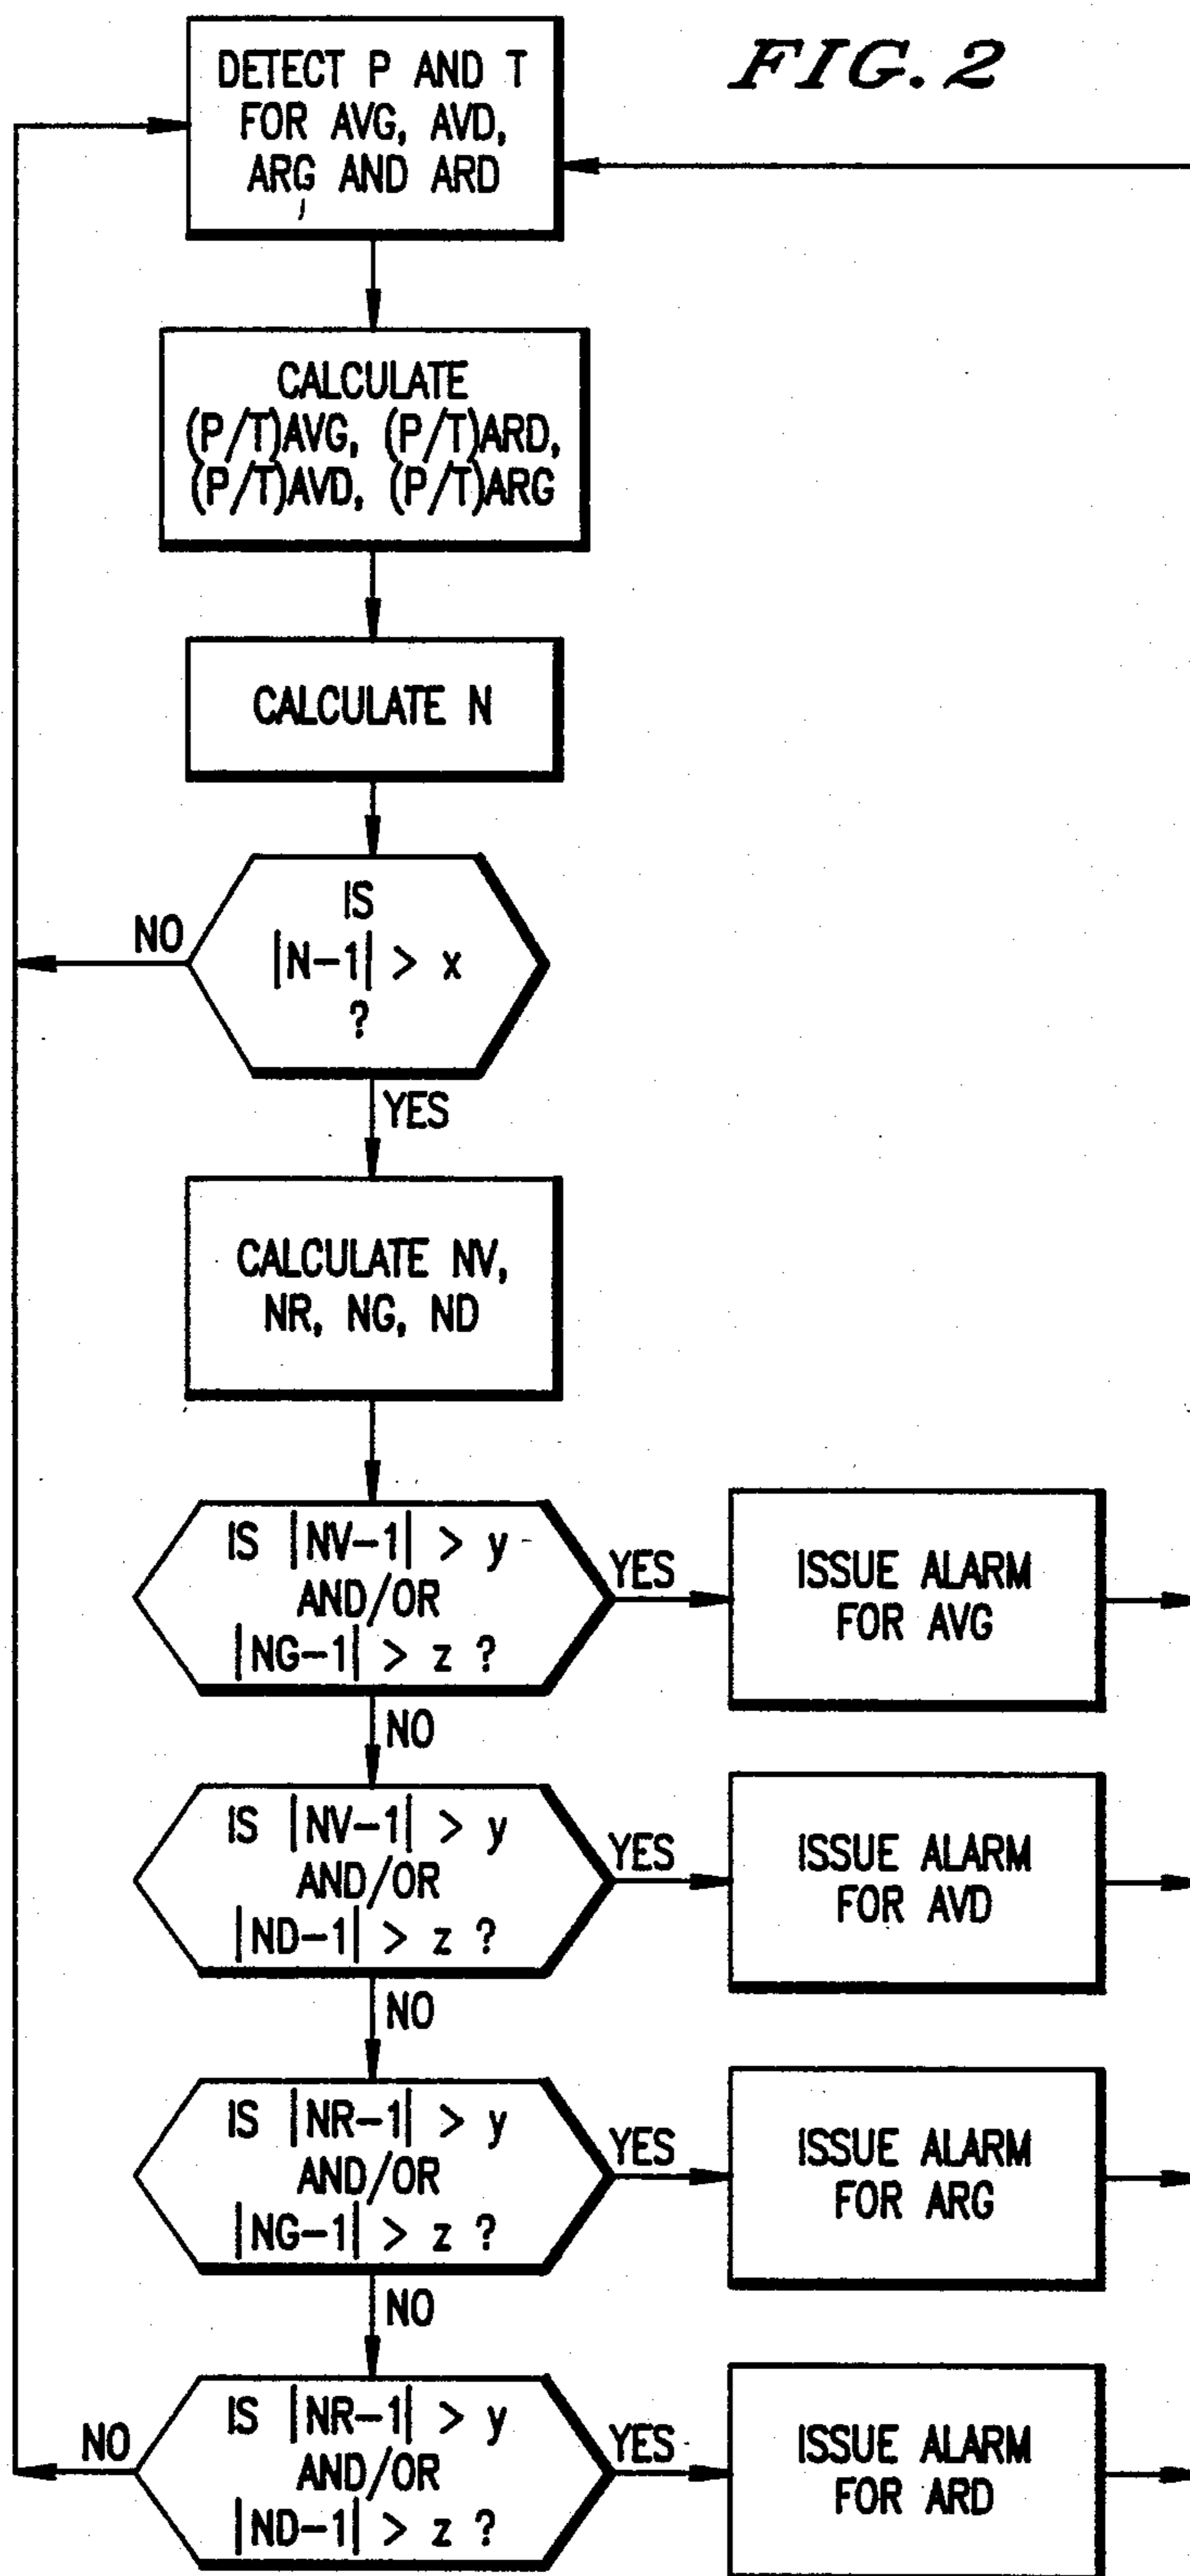 FIG. 2
DETECT P AND T
FOR AVG, AVD,
ARG AND ARD
CALCULATE
(P/T)AVG, (P/T)ARD,
(P/T)AVD, (P/T)ARG
CALCULATE N
IS
|N-1| > x
?
NO
YES
CALCULATE NV,
NR, NG, ND
IS |NV-1| > y
AND/OR
|NG-1| > z ?
YES
ISSUE ALARM
FOR AVG
NO
IS |NV-1| > y
AND/OR
|ND-1| > z ?
YES
ISSUE ALARM
FOR AVD
NO
IS |NR-1| > y
AND/OR
|NG-1| > z ?
YES
ISSUE ALARM
FOR ARG
NO
IS |NR-1| > y
AND/OR
|ND-1| > z ?
NO
YES
ISSUE ALARM
FOR ARD